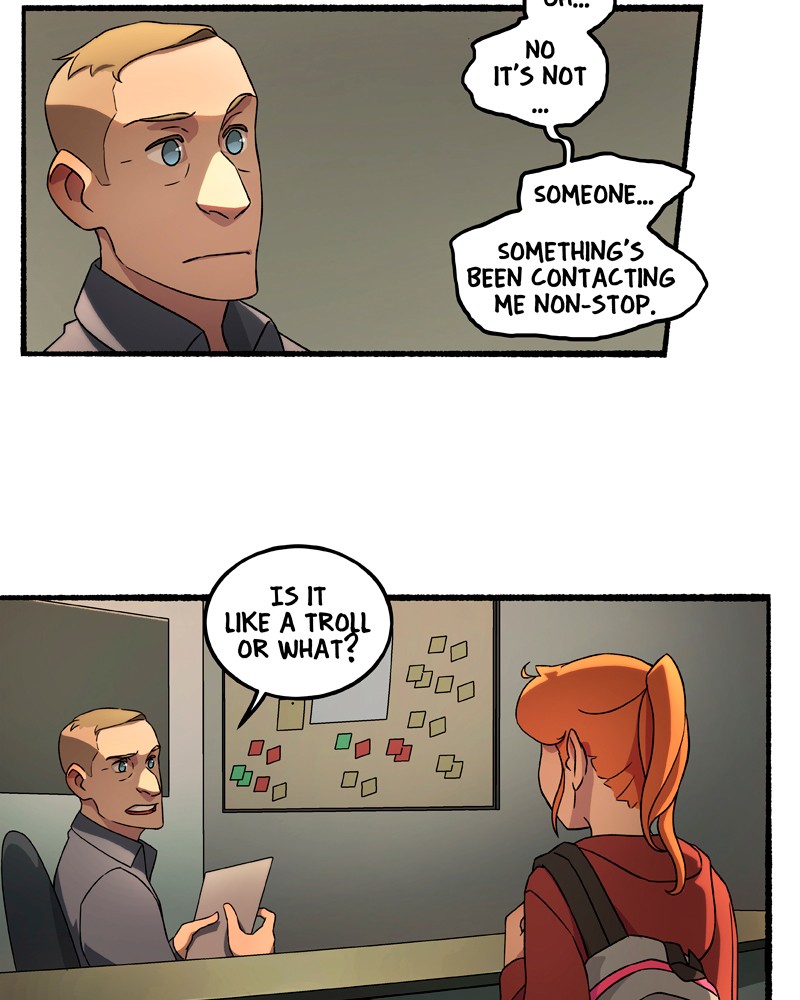 NO
IT'S NOT
...
SOMEONE...
SOMETHING'S
BEEN CONTACTING
ME NON-STOP.
IS IT
LIKE A TROLL
OR WHAT?